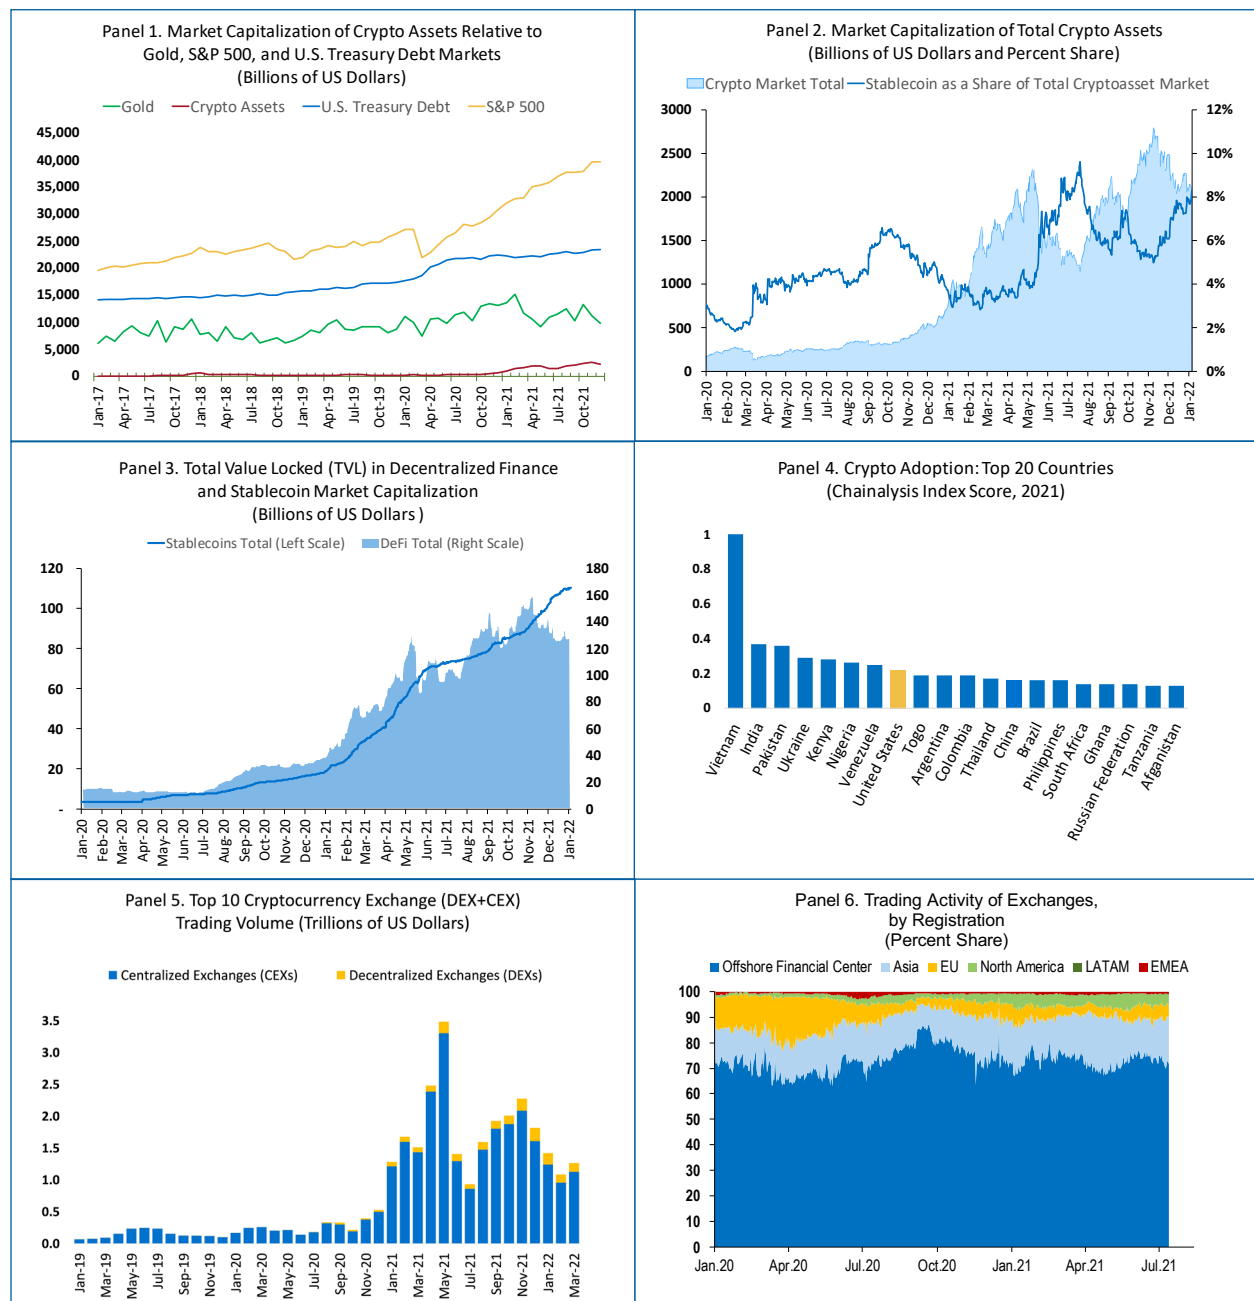 Panel 1. Market Capitalization of Crypto Assets Relative to
Gold, S&P 500, and U.S. Treasury Debt Markets
(Billions of US Dollars)
Gold Crypto Assets U.S. Treasury Debt S&P 500
45,000
40,000
35,000
30,000
25,000
20,000
15,000
10,000
5,000
0
Jan-17 Apr-17 Jul-17 Oct-17 Jan-18 Apr-18 Jul-18 Oct-18 Jan-19 Apr-19 Jul-19 Oct-19 Jan-20 Apr-20 Jul-20 Oct-20 Jan-21 Apr-21 Jul-21 Oct-21
Panel 2. Market Capitalization of Total Crypto Assets
(Billions of US Dollars and Percent Share)
Crypto Market Total Stablecoin as a Share of Total Cryptoasset Market
3000 12%
2500 10%
2000 8%
1500 6%
1000 4%
500 2%
0 0%
Jan-20 Feb-20 Mar-20 Apr-20 May-20 Jun-20 Jul-20 Aug-20 Sep-20 Oct-20 Nov-20 Dec-20 Jan-21 Feb-21 Mar-21 Apr-21 May-21 Jun-21 Jul-21 Aug-21 Sep-21 Oct-21 Nov-21 Dec-21 Jan-22
Panel 3. Total Value Locked (TVL) in Decentralized Finance
and Stablecoin Market Capitalization
(Billions of US Dollars )
Stablecoins Total (Left Scale) DeFi Total (Right Scale)
120 180
100 160
80 140
60 120
40 100
20 80
- 60
40
20
0
Jan-20 Feb-20 Mar-20 Apr-20 May-20 Jun-20 Jul-20 Aug-20 Sep-20 Oct-20 Nov-20 Dec-20 Jan-21 Feb-21 Mar-21 Apr-21 May-21 Jun-21 Jul-21 Aug-21 Sep-21 Oct-21 Nov-21 Dec-21 Jan-22
Panel 4. Crypto Adoption: Top 20 Countries
(Chainalysis Index Score, 2021)
1
0.8
0.6
0.4
0.2
0
Vietnam India Pakistan Ukraine Kenya Nigeria Venezuela United States Togo Argentina Colombia Thailand China Brazil Philippines South Africa Ghana Russian Federation Tanzania Afganistan
Panel 5. Top 10 Cryptocurrency Exchange (DEX+CEX)
Trading Volume (Trillions of US Dollars)
Centralized Exchanges (CEXs) Decentralized Exchanges (DEXs)
3.5
3.0
2.5
2.0
1.5
1.0
0.5
0.0
Jan-19 Mar-19 May-19 Jul-19 Sep-19 Nov-19 Jan-20 Mar-20 May-20 Jul-20 Sep-20 Nov-20 Jan-21 Mar-21 May-21 Jul-21 Sep-21 Nov-21 Jan-22 Mar-22
Panel 6. Trading Activity of Exchanges,
by Registration
(Percent Share)
Offshore Financial Center Asia EU North America LATAM EMEA
100
90
80
70
60
50
40
30
20
10
0
Jan.20 Apr.20 Jul.20 Oct.20 Jan.21 Apr.21 Jul.21